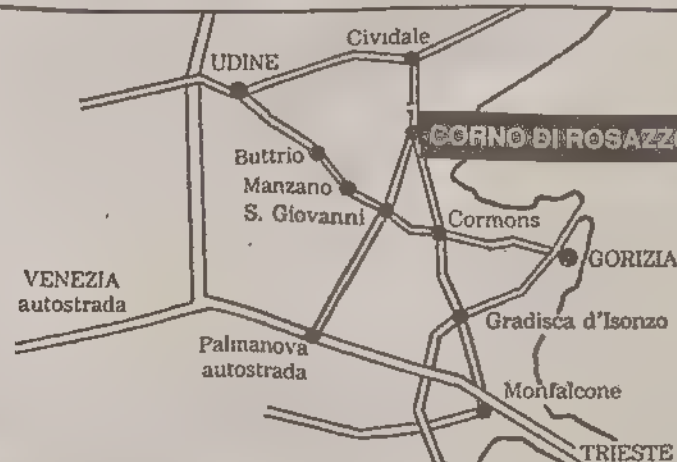 Cividale
UDINE
CORNO DI ROSAZZO
Buttrio
Manzano
S. Giovanni
Cormons
GORIZIA
VENEZIA
autostrada
Gradisca d'Isonzo
Palmanova
autostrada
Monfalcone
TRIESTE